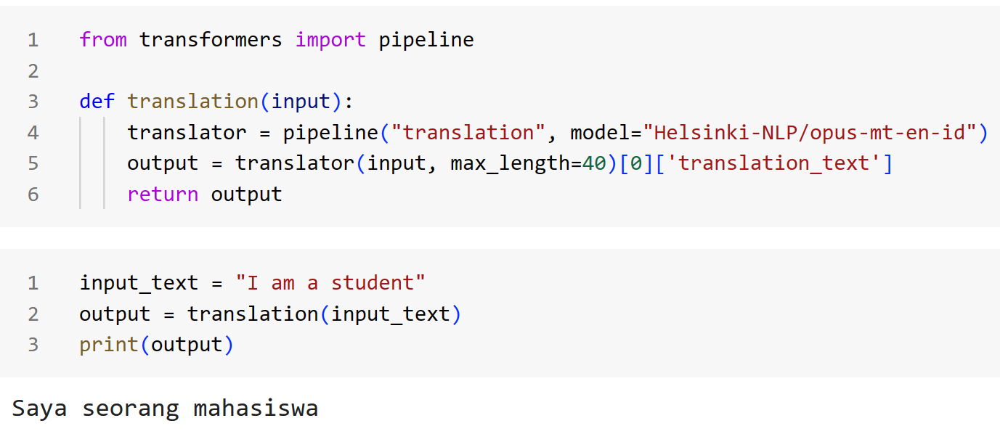 1 from transformers import pipeline
2
3 def translation(input):
4     translator = pipeline("translation", model="Helsinki-NLP/opus-mt-en-id")
5     output = translator(input, max_length=40)[0]['translation_text']
6     return output
1 input_text = "I am a student"
2 output = translation(input_text)
3 print(output)
Saya seorang mahasiswa